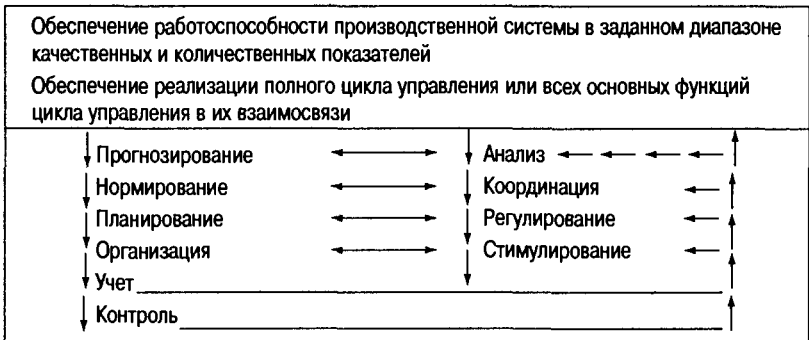 Обеспечение работоспособности производственной системы в заданном диапазоне
качественных и количественных показателей
Обеспечение реализации полного цикла управления или всех основных функций
цикла управления в их взаимосвязи
Прогнозирование Анализ
Нормирование Координация
Планирование Регулирование
Организация Стимулирование
Учет
Контроль